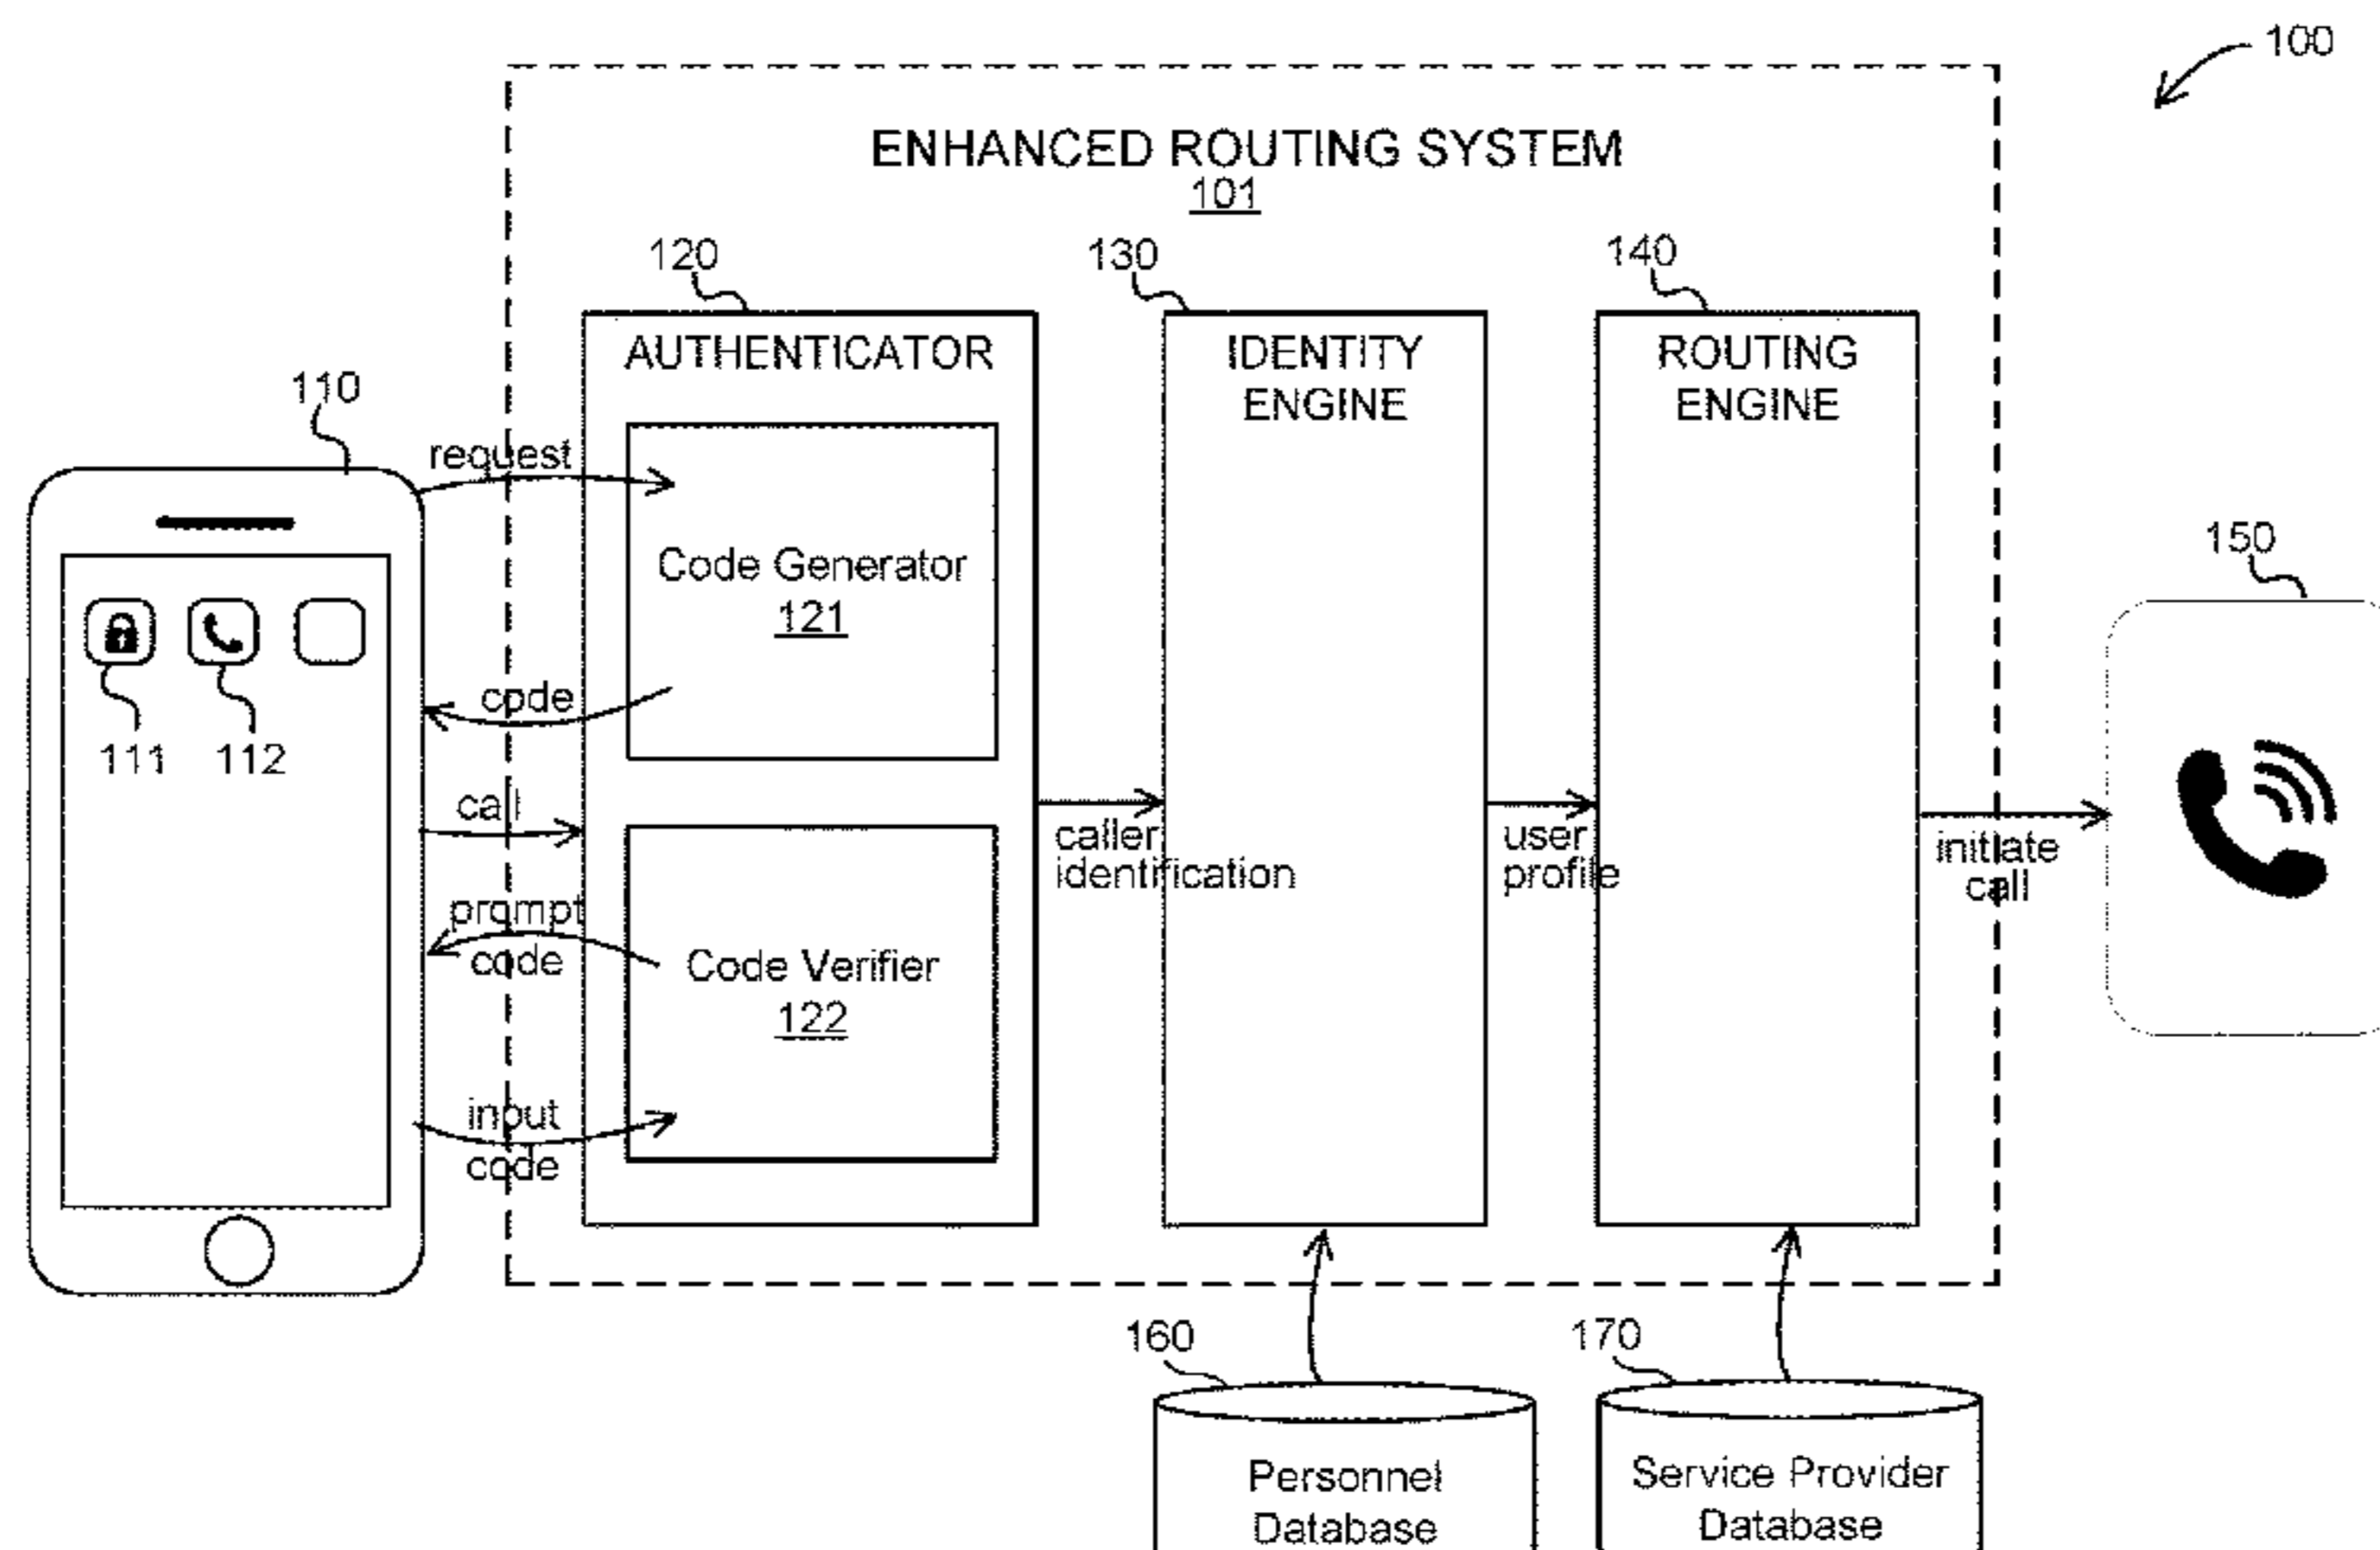 100
ENHANCED ROUTING SYSTEM
101
120
130
140
AUTHENTICATOR
IDENTITY
ENGINE
ROUTING
ENGINE
110
request
Code Generator
121
150
111
112
code
call
caller
identification
user
profile
initiate
call
prompt
code
Code Verifier
122
input
code
160
170
Personnel
Database
Service Provider
Database